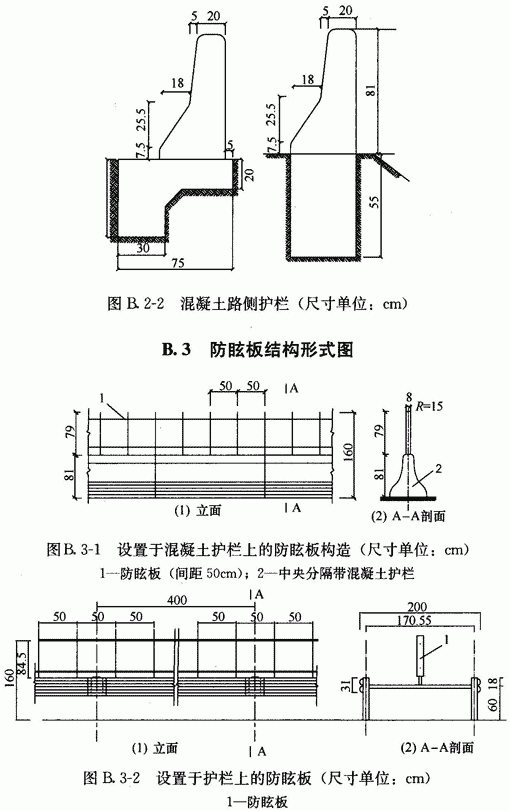 5 20
18
25.5
7.5
5
20
30
75
5 20
18
25.5
7.5
81
55
图 B.2-2 混凝土路侧护栏（尺寸单位：cm）
B.3 防眩板结构形式图
1
50 50
A
79
81
160
A
(1) 立面
8
R=15
79
81
2
(2) A-A剖面
图B.3-1 设置于混凝土护栏上的防眩板构造（尺寸单位：cm）
1—防眩板（间距 50cm）；2—中央分隔带混凝土护栏
A
400
50 50 50
50 50 50
84.5
160
(1) 立面
A
200
170.55
1
31
18
60
(2) A-A剖面
图 B.3-2 设置于护栏上的防眩板（尺寸单位：cm）
1—防眩板